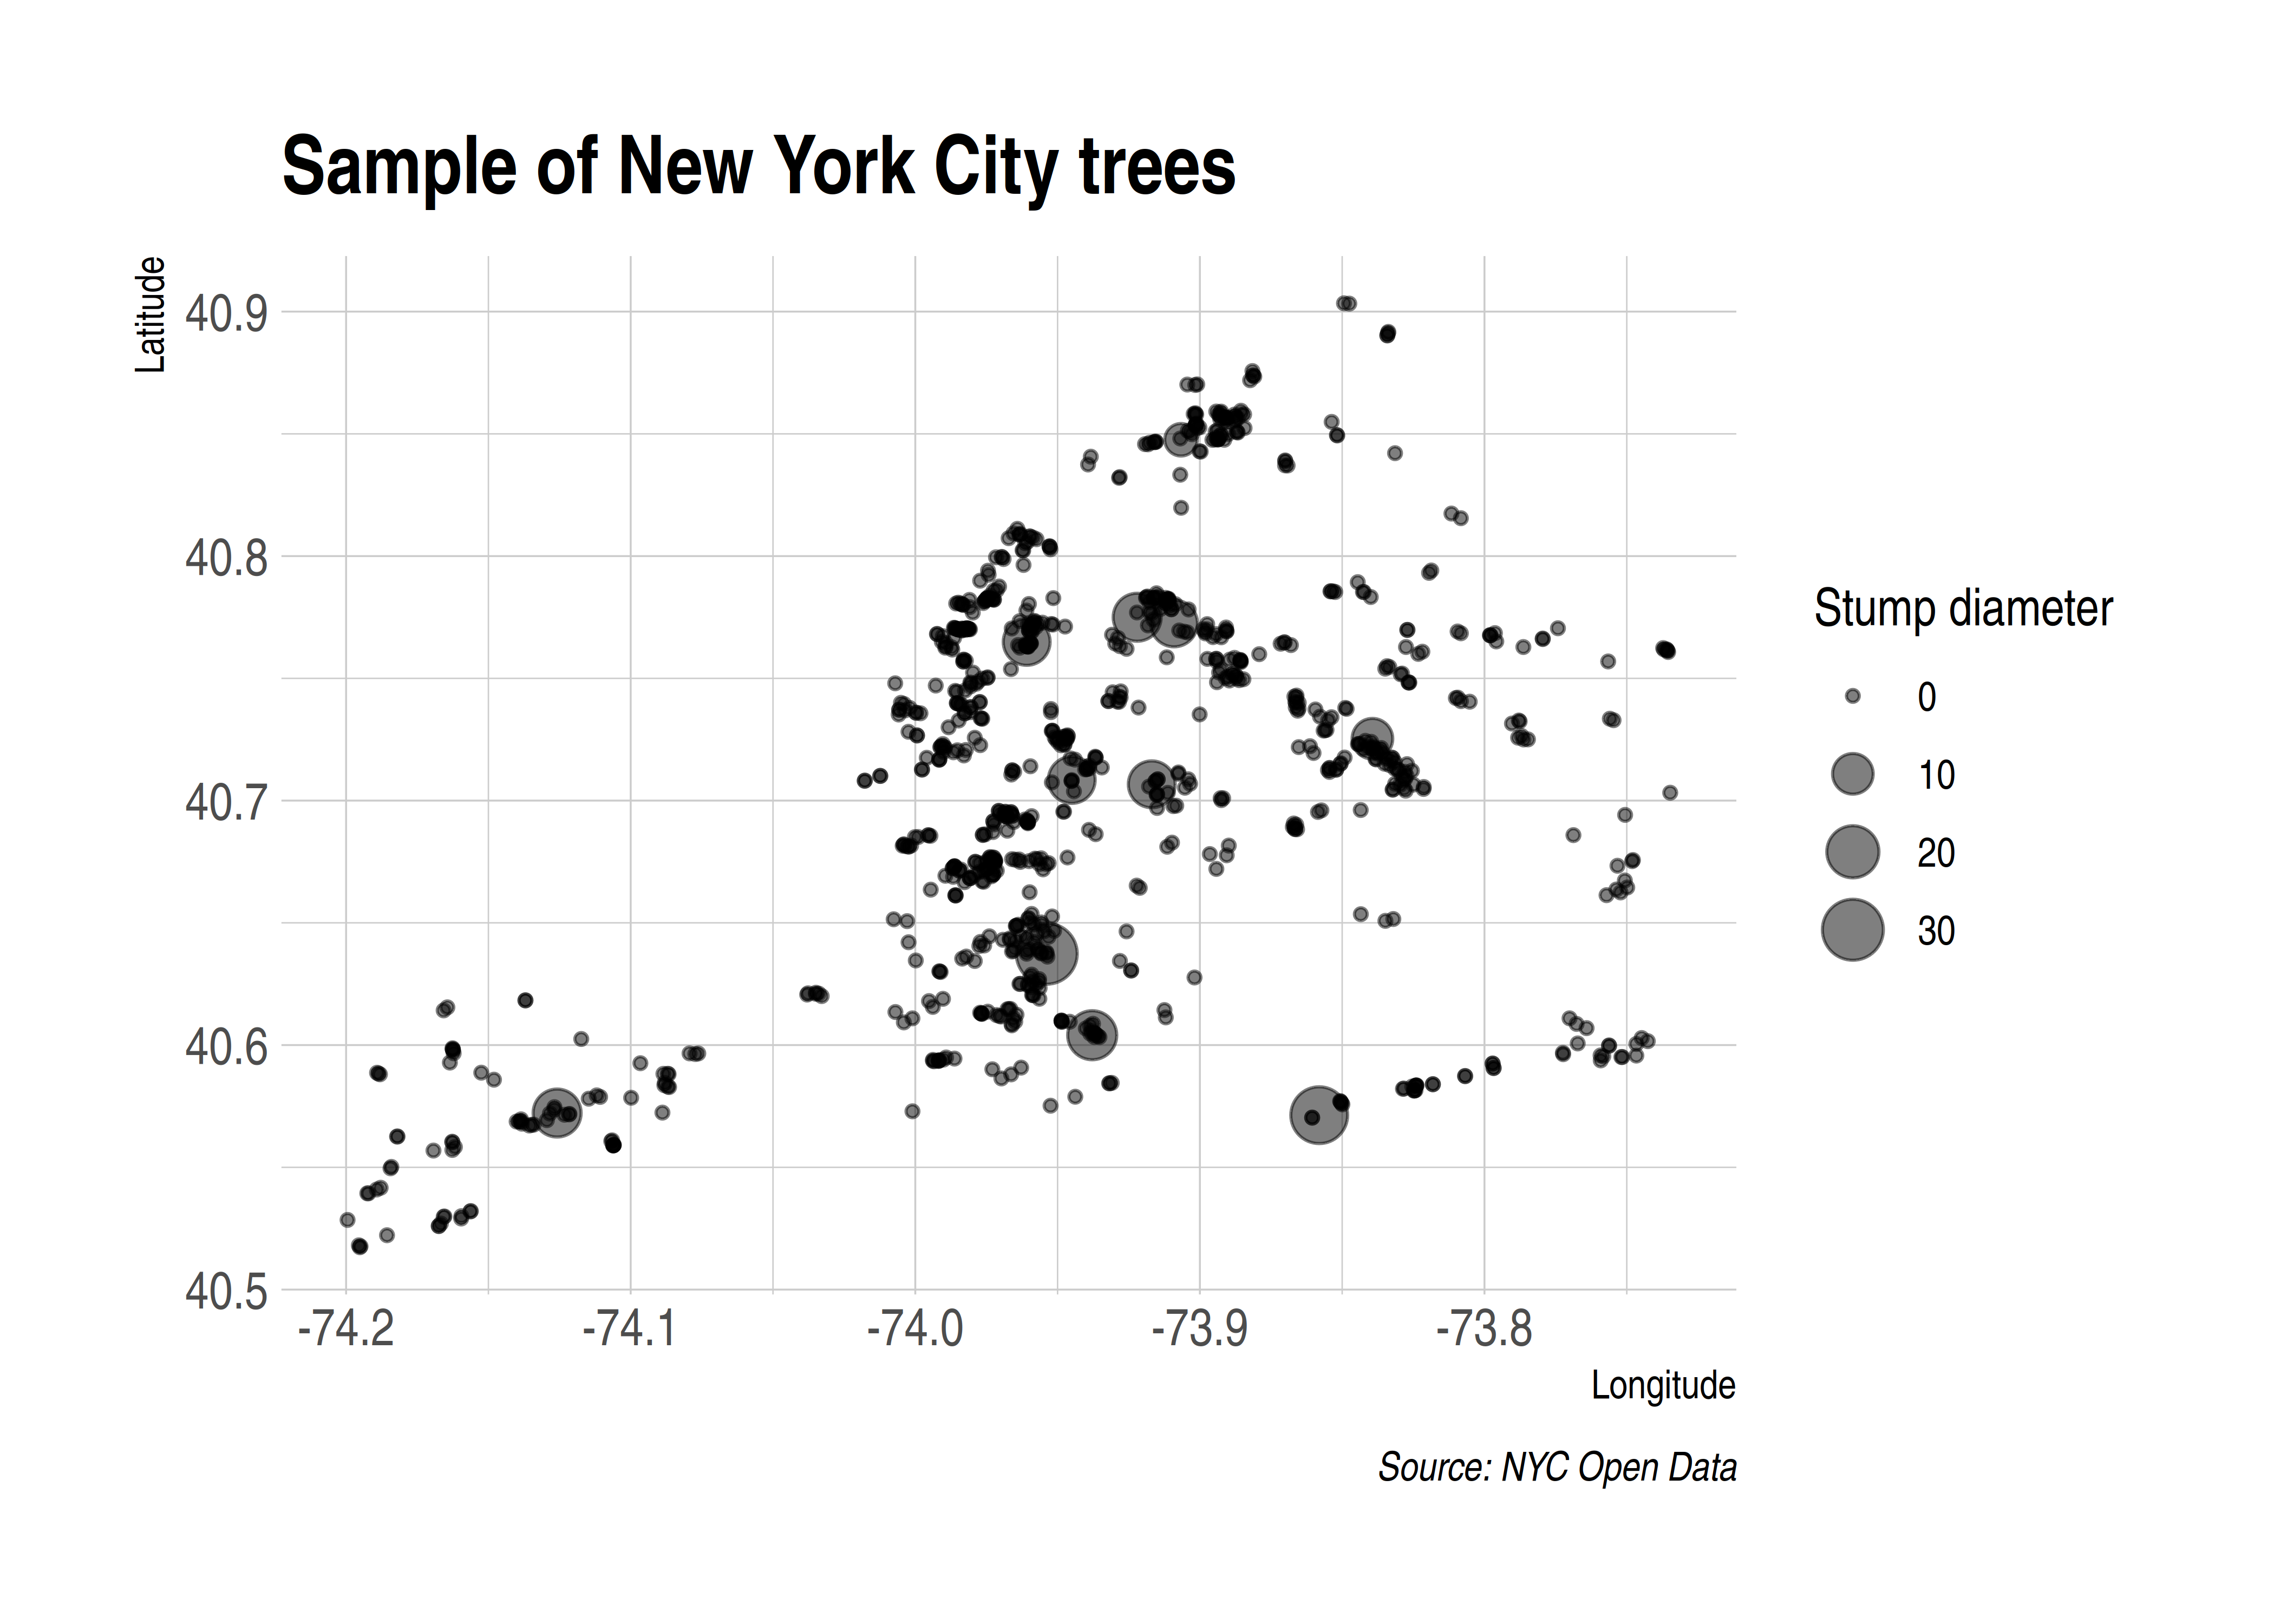 Sample of New York City trees
Latitude
40.9
40.8
40.7
40.6
40.5
-74.2
-74.1
-74.0
-73.9
-73.8
Longitude
Stump diameter
0
10
20
30
Source: NYC Open Data